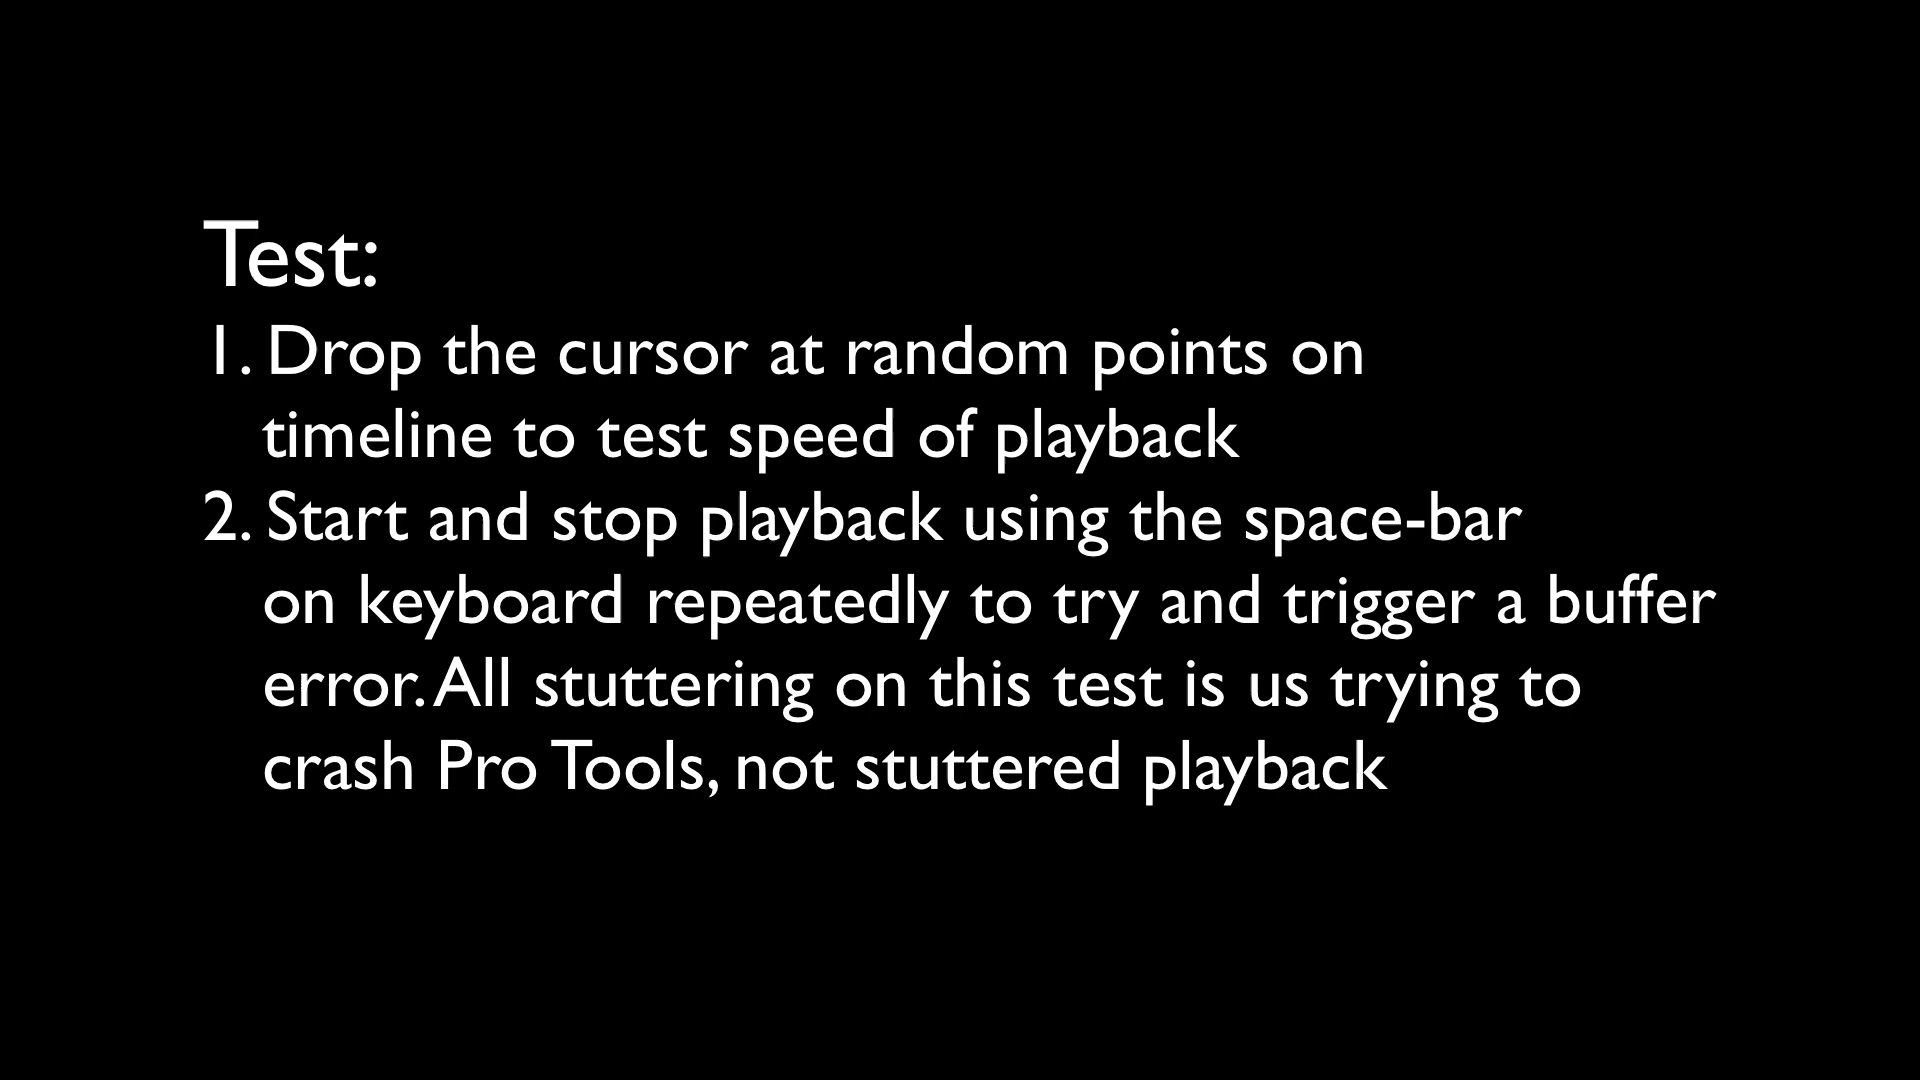 Test:
1. Drop the cursor at random points on
timeline to test speed of playback
2. Start and stop playback using the space-bar
on keyboard repeatedly to try and trigger a buffer
error. All stuttering on this test is us trying to
crash Pro Tools, not stuttered playback